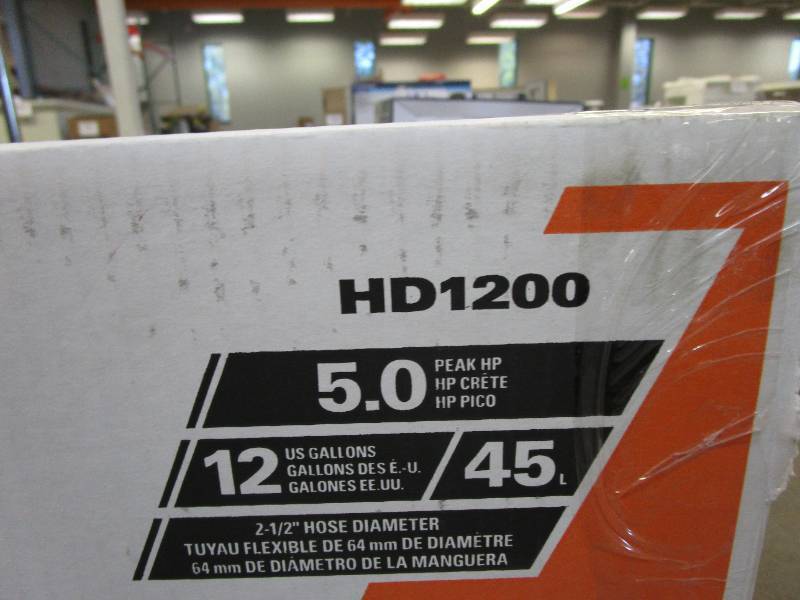 HD1200
5.0 PEAK HP
HP CRÊTE
HP PICO
12 US GALLONS
GALLONS DES É.-U.
GALONES EE.UU.
45 L
2-1/2" HOSE DIAMETER
TUYAU FLEXIBLE DE 64 mm DE DIAMÈTRE
64 mm DE DIÁMETRO DE LA MANGUERA